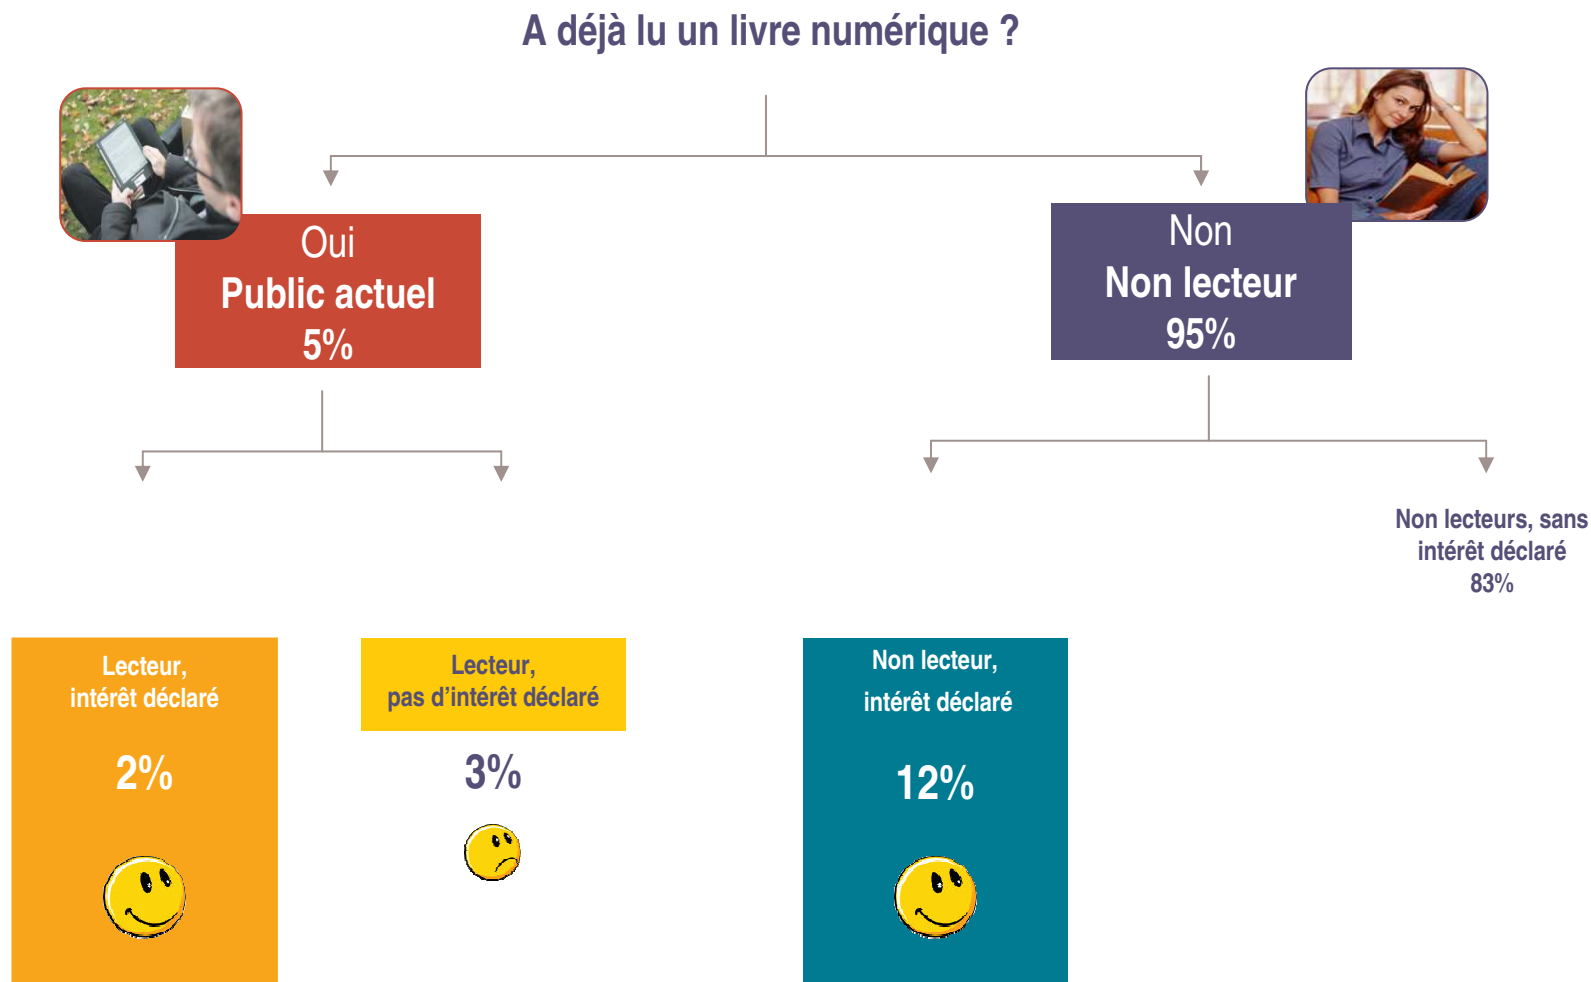 A déjà lu un livre numérique ?
Oui
Public actuel
5%
Non
Non lecteur
95%
Non lecteurs, sans
intérêt déclaré
83%
Lecteur,
intérêt déclaré
2%
Lecteur,
pas d’intérêt déclaré
3%
Non lecteur,
intérêt déclaré
12%